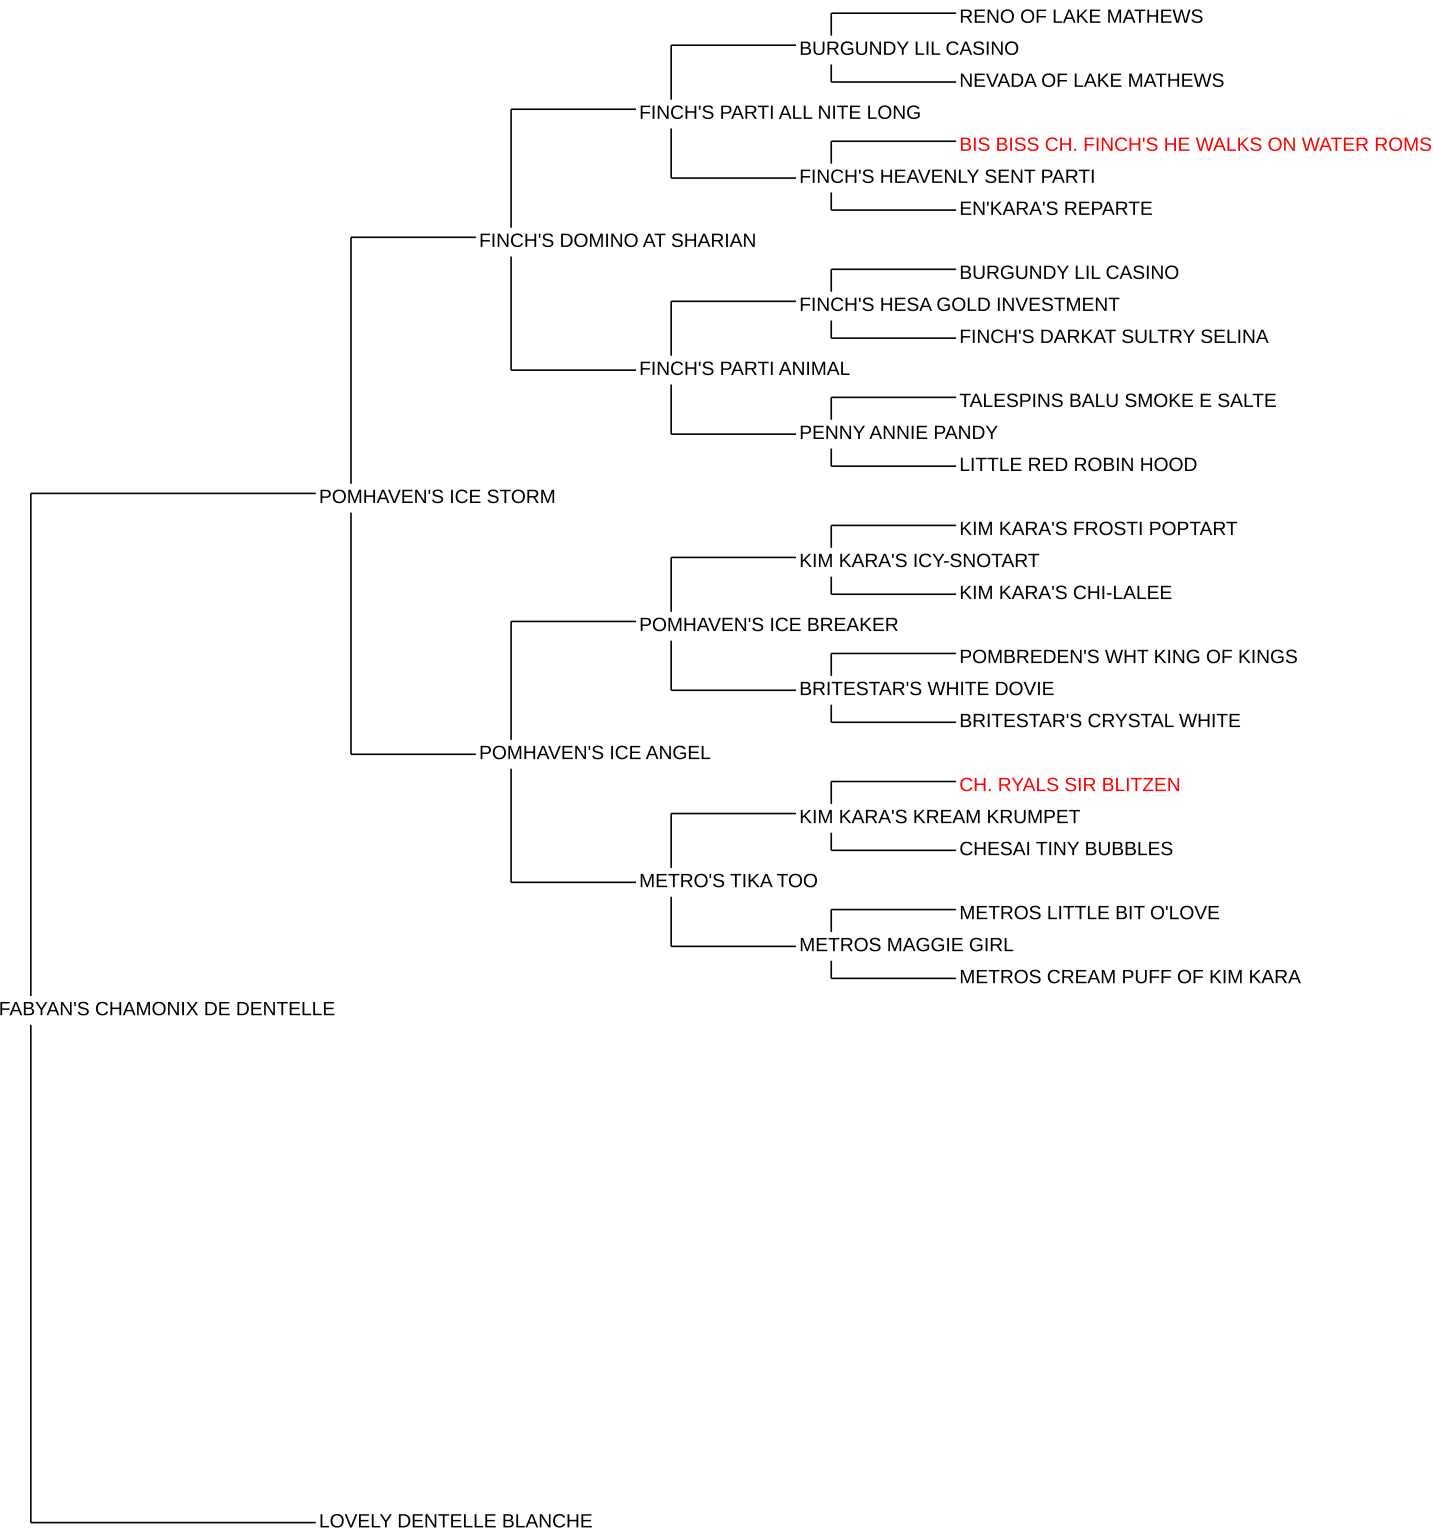 RENO OF LAKE MATHEWS
BURGUNDY LIL CASINO
NEVADA OF LAKE MATHEWS
FINCH'S PARTI ALL NITE LONG
BIS BISS CH. FINCH'S HE WALKS ON WATER ROMS
FINCH'S HEAVENLY SENT PARTI
EN'KARA'S REPARTE
FINCH'S DOMINO AT SHARIAN
BURGUNDY LIL CASINO
FINCH'S HESA GOLD INVESTMENT
FINCH'S DARKAT SULTRY SELINA
FINCH'S PARTI ANIMAL
TALESPINS BALU SMOKE E SALTE
PENNY ANNIE PANDY
LITTLE RED ROBIN HOOD
POMHAVEN'S ICE STORM
KIM KARA'S FROSTI POPTART
KIM KARA'S ICY-SNOTART
KIM KARA'S CHI-LALEE
POMHAVEN'S ICE BREAKER
POMBREDEN'S WHT KING OF KINGS
BRITESTAR'S WHITE DOVIE
BRITESTAR'S CRYSTAL WHITE
POMHAVEN'S ICE ANGEL
CH. RYALS SIR BLITZEN
KIM KARA'S KREAM KRUMPET
CHESAI TINY BUBBLES
METRO'S TIKA TOO
METROS LITTLE BIT O'LOVE
METROS MAGGIE GIRL
METROS CREAM PUFF OF KIM KARA
FABYAN'S CHAMONIX DE DENTELLE
LOVELY DENTELLE BLANCHE